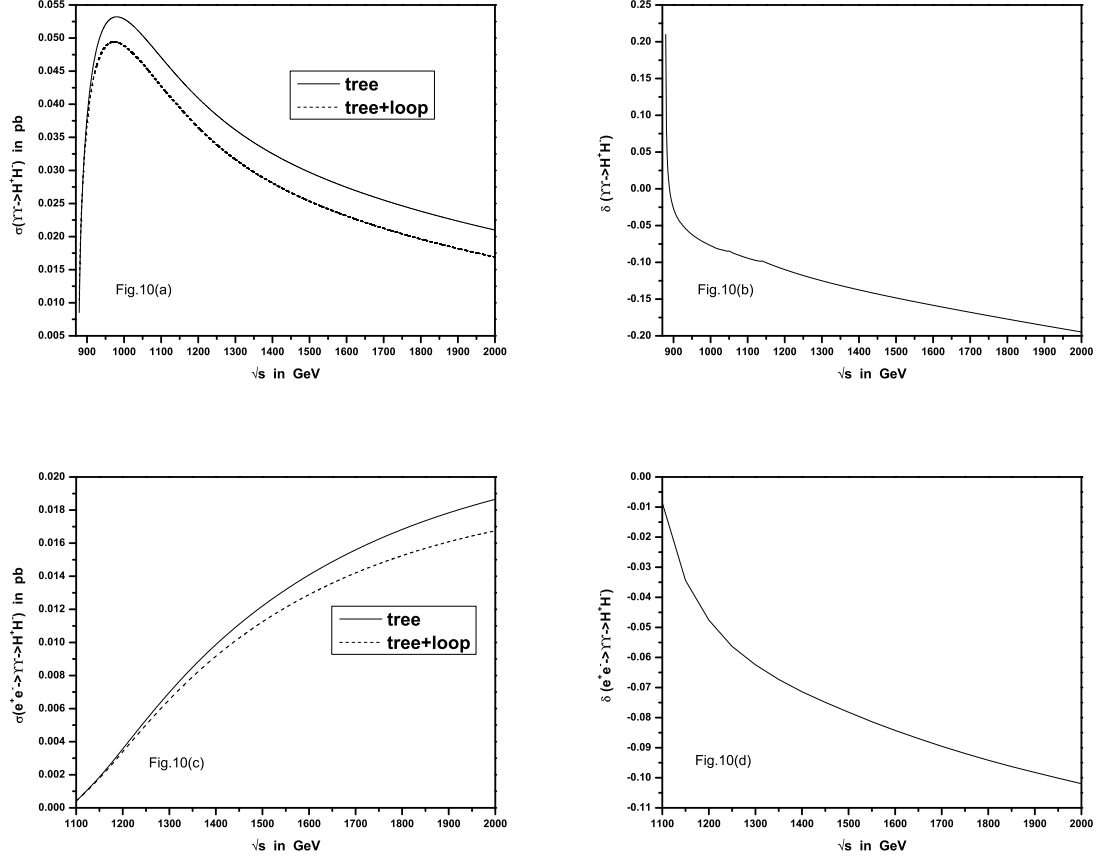 0.055
0.050
0.045
0.040
0.035
0.030
0.025
0.020
0.015
0.010
0.005
σ(γγ->H⁺H⁻) in pb
tree
tree+loop
Fig.10(a)
900 1000 1100 1200 1300 1400 1500 1600 1700 1800 1900 2000
√s in GeV
0.25
0.20
0.15
0.10
0.05
0.00
-0.05
-0.10
-0.15
-0.20
δ (γγ->H⁺H⁻)
Fig.10(b)
900 1000 1100 1200 1300 1400 1500 1600 1700 1800 1900 2000
√s in GeV
0.020
0.018
0.016
0.014
0.012
0.010
0.008
0.006
0.004
0.002
0.000
σ(e⁺e⁻->γγ->H⁺H⁻) in pb
tree
tree+loop
Fig.10(c)
1100 1200 1300 1400 1500 1600 1700 1800 1900 2000
√s in GeV
0.00
-0.01
-0.02
-0.03
-0.04
-0.05
-0.06
-0.07
-0.08
-0.09
-0.10
-0.11
δ (e⁺e⁻->γγ->H⁺H⁻)
Fig.10(d)
1100 1200 1300 1400 1500 1600 1700 1800 1900 2000
√s in GeV